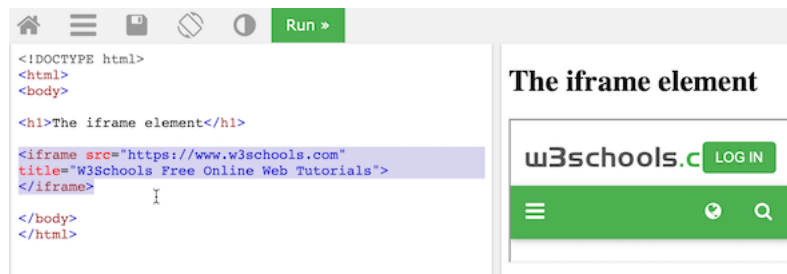 Run »
<!DOCTYPE html>
<html>
<body>
<h1>The iframe element</h1>
<iframe src="https://www.w3schools.com"
title="W3Schools Free Online Web Tutorials">
</iframe>
</body>
</html>
The iframe element
w3schools.c LOG IN